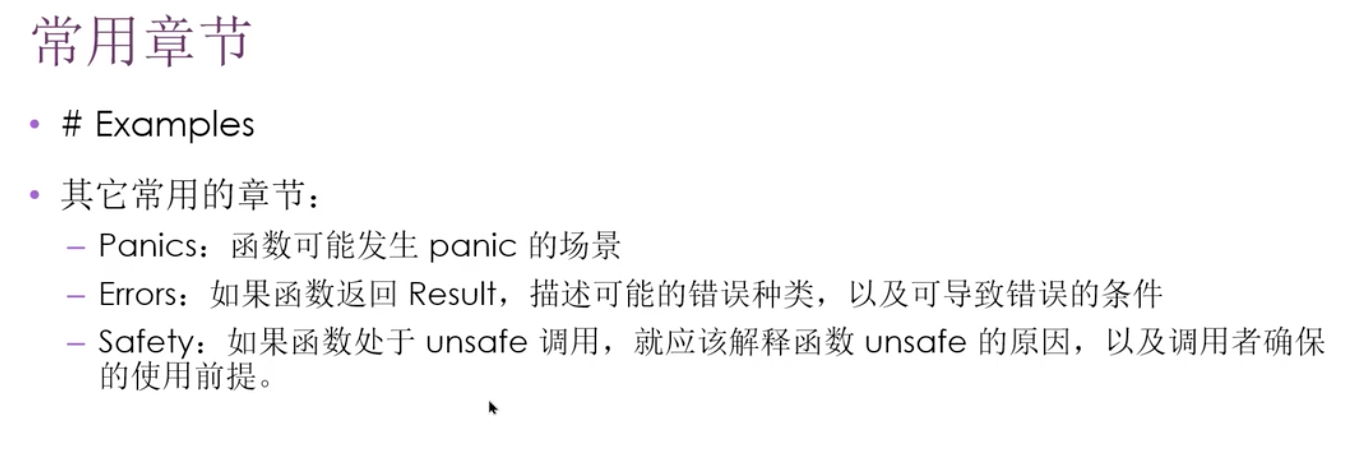 常用章节
• # Examples
• 其它常用的章节：
– Panics：函数可能发生 panic 的场景
– Errors：如果函数返回 Result，描述可能的错误种类，以及可导致错误的条件
– Safety：如果函数处于 unsafe 调用，就应该解释函数 unsafe 的原因，以及调用者确保
的使用前提。